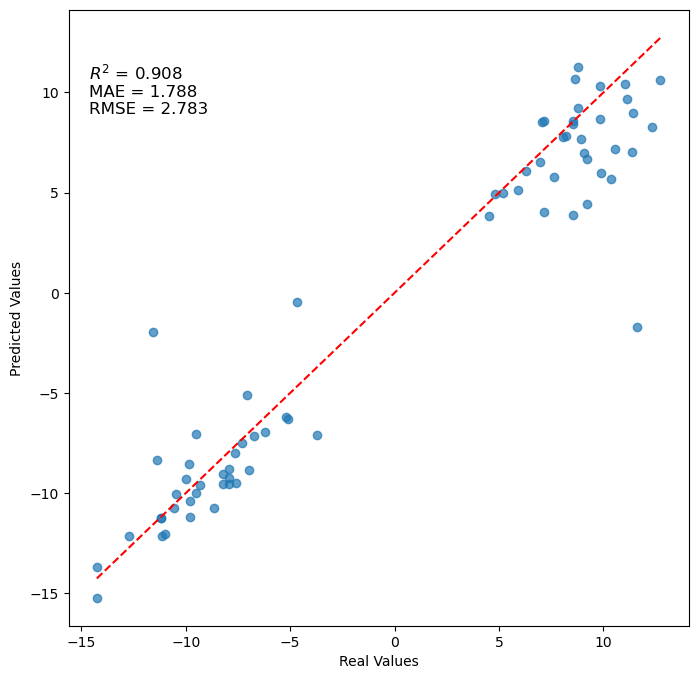 R² = 0.908
MAE = 1.788
RMSE = 2.783
10
5
0
−5
−10
−15
Predicted Values
−15
−10
−5
0
5
10
Real Values